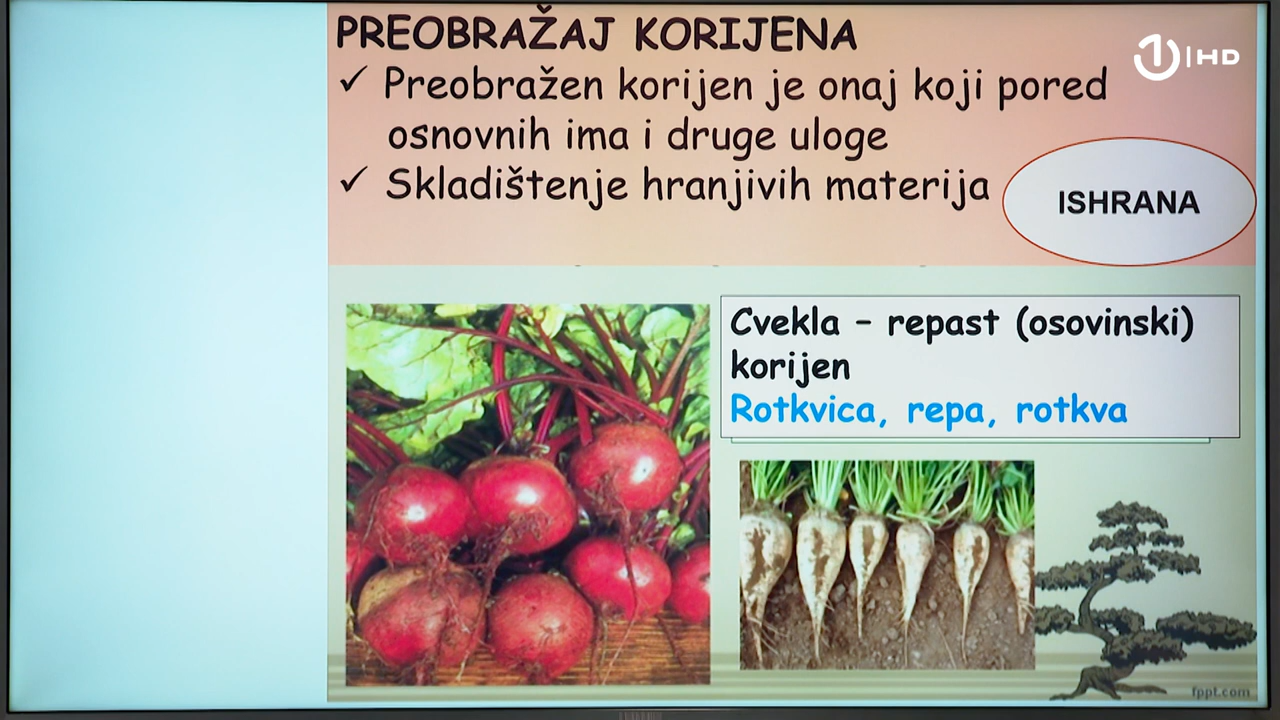 PREOBRAŽAJ KORIJENA
1|HD
✓ Preobražen korijen je onaj koji pored
osnovnih ima i druge uloge
✓ Skladištenje hranjivih materija
ISHRANA
Cvekla – repast (osovinski)
korijen
Rotkvica, repa, rotkva
fppt.com